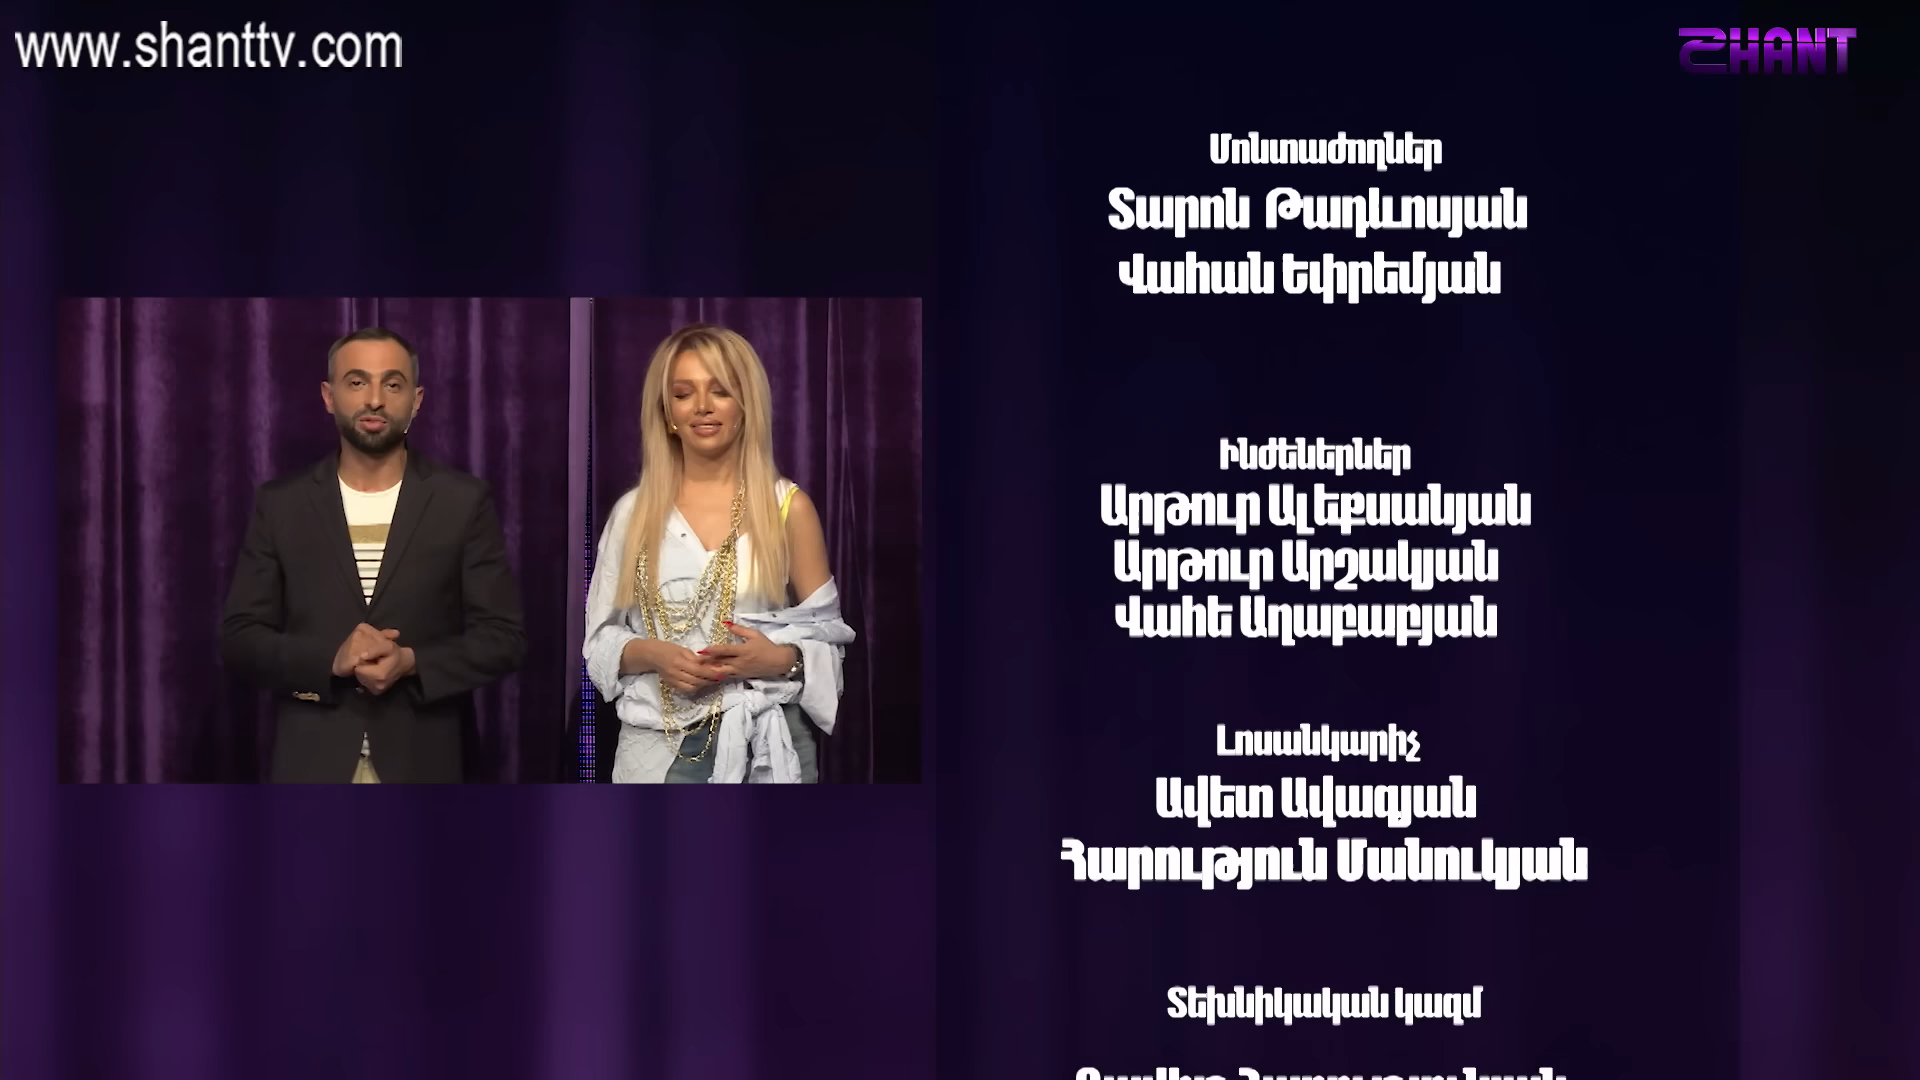 www.shanttv.com
SHANT
Մոնտաժողներ
Տարոն Թադևոսյան
Վահան Եփրեմյան
Ինժեներներ
Արթուր Ալեքսանյան
Արթուր Արշակյան
Վահե Աղաբաբյան
Լուսանկարիչ
Ավետ Ավագյան
Հարություն Մանուկյան
Տեխնիկական կազմ